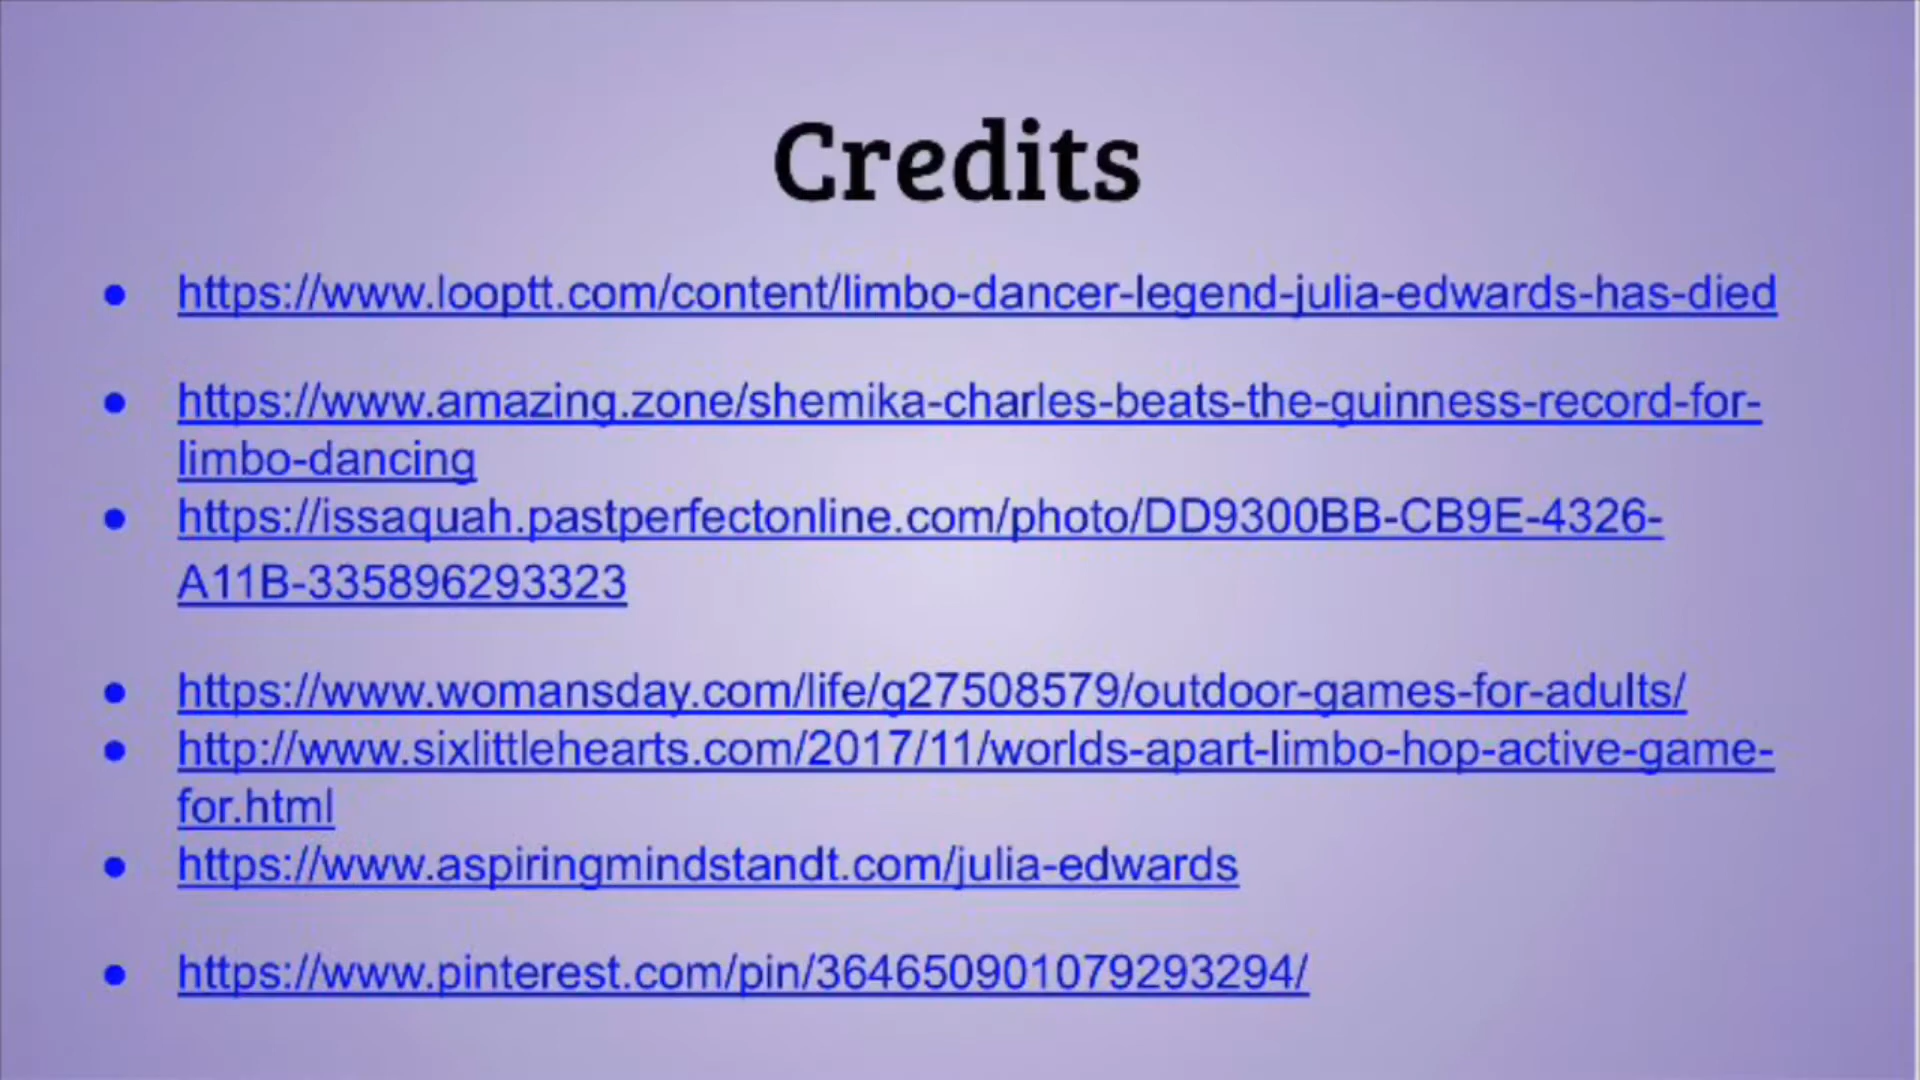 Credits
● https://www.looptt.com/content/limbo-dancer-legend-julia-edwards-has-died
● https://www.amazing.zone/shemika-charles-beats-the-guinness-record-for-
limbo-dancing
● https://issaquah.pastperfectonline.com/photo/DD9300BB-CB9E-4326-
A11B-335896293323
● https://www.womansday.com/life/g27508579/outdoor-games-for-adults/
● http://www.sixlittlehearts.com/2017/11/worlds-apart-limbo-hop-active-game-
for.html
● https://www.aspiringmindstandt.com/julia-edwards
● https://www.pinterest.com/pin/364650901079293294/